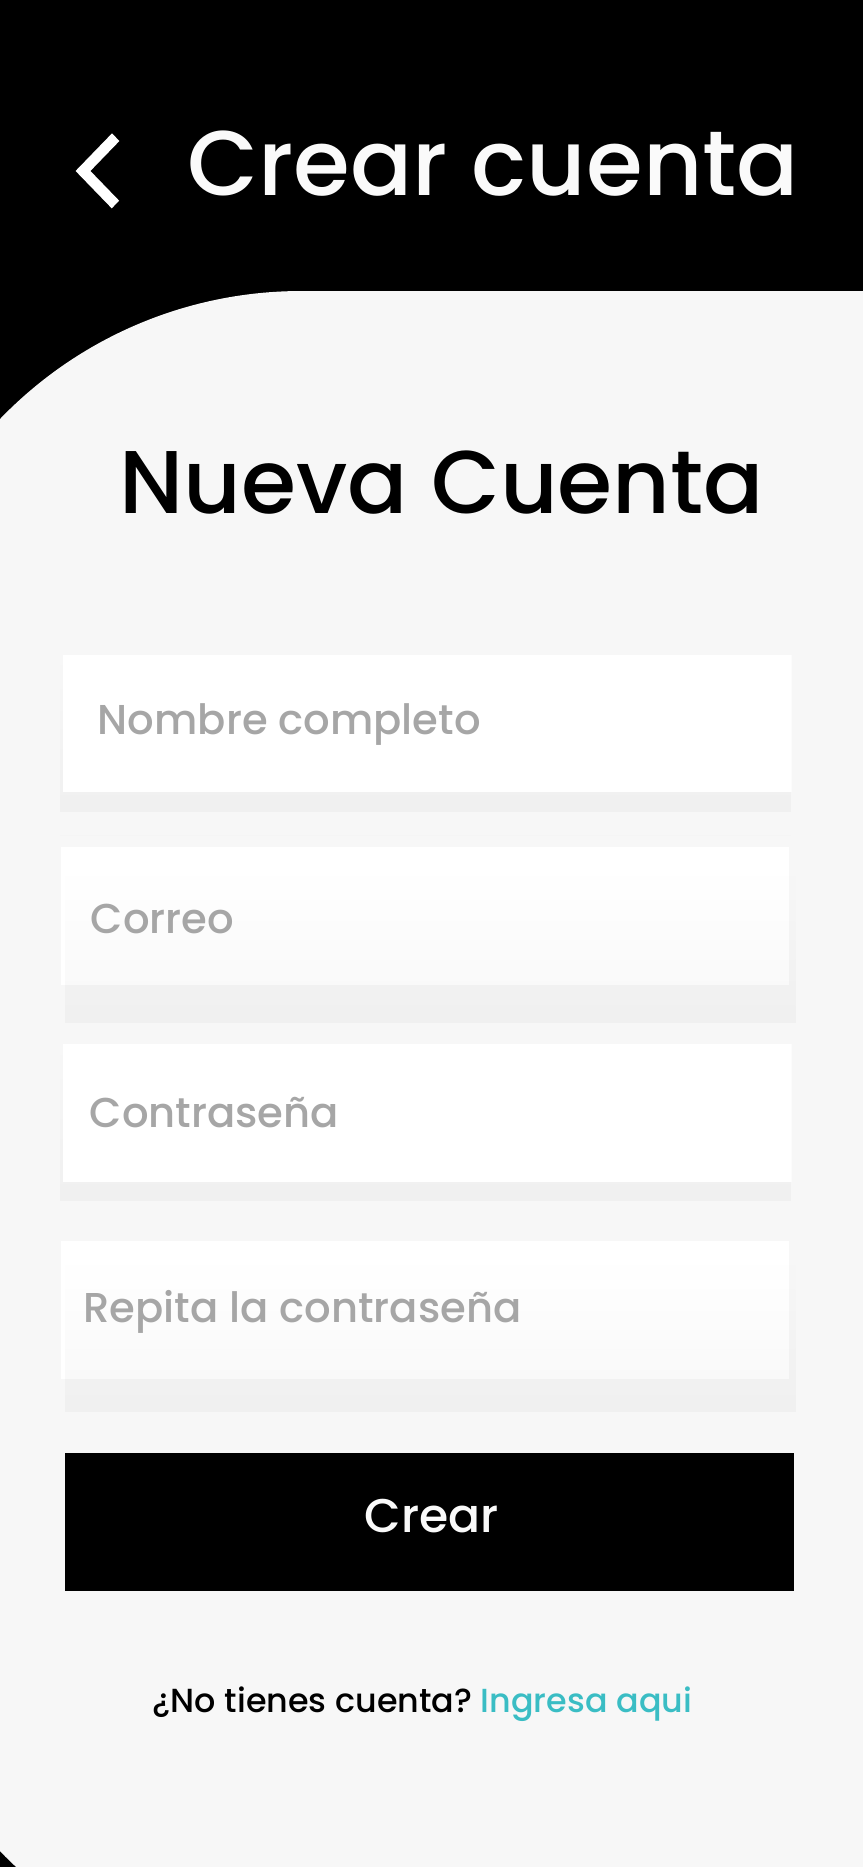 Crear cuenta
Nueva Cuenta
Nombre completo
Correo
Contraseña
Repita la contraseña
Crear
¿No tienes cuenta? Ingresa aqui